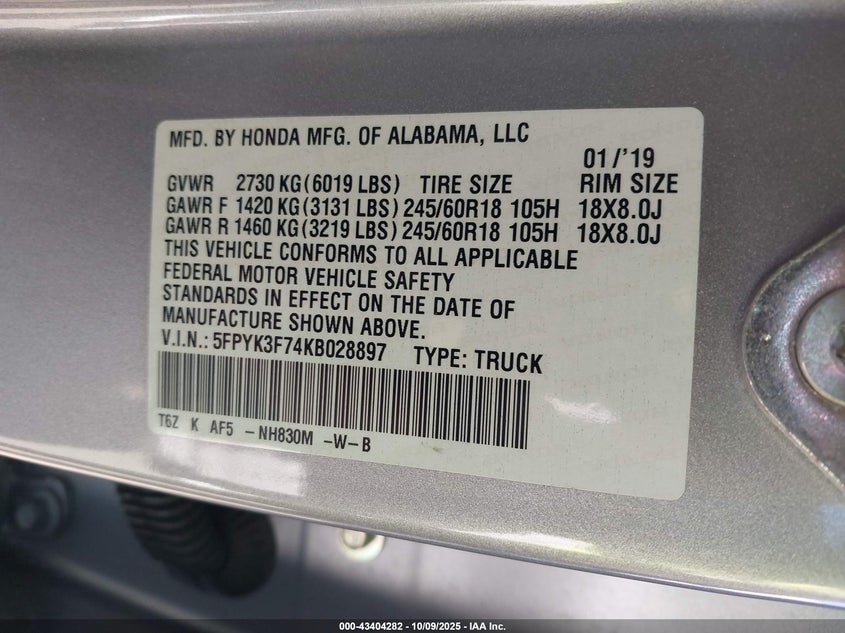 MFD. BY HONDA MFG. OF ALABAMA, LLC
01/'19
GVWR 2730 KG(6019 LBS) TIRE SIZE RIM SIZE
GAWR F 1420 KG(3131 LBS) 245/60R18 105H 18X8.0J
GAWR R 1460 KG(3219 LBS) 245/60R18 105H 18X8.0J
THIS VEHICLE CONFORMS TO ALL APPLICABLE
FEDERAL MOTOR VEHICLE SAFETY
STANDARDS IN EFFECT ON THE DATE OF
MANUFACTURE SHOWN ABOVE.
V.I.N.: 5FPYK3F74KB028897 TYPE: TRUCK
T6Z K AF5 -NH830M -W-B
000-43404282 - 10/09/2025 - IAA Inc.